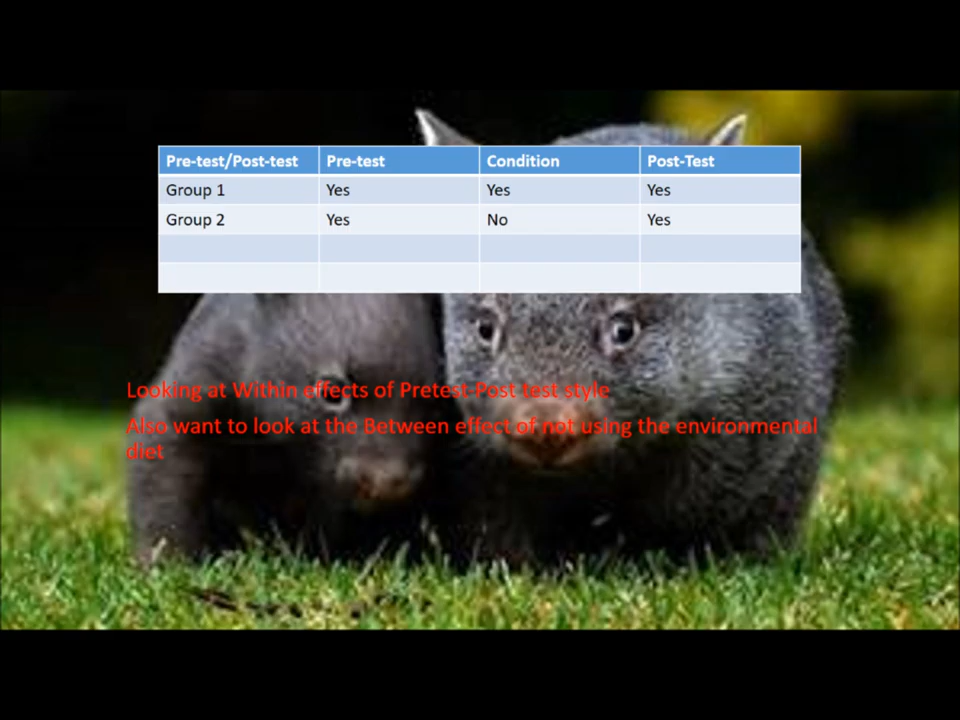 Pre-test/Post-test Pre-test Condition Post-Test
Group 1 Yes Yes Yes
Group 2 Yes No Yes
Looking at Within effects of Pretest-Post test style
Also want to look at the Between effect of not using the environmental
diet